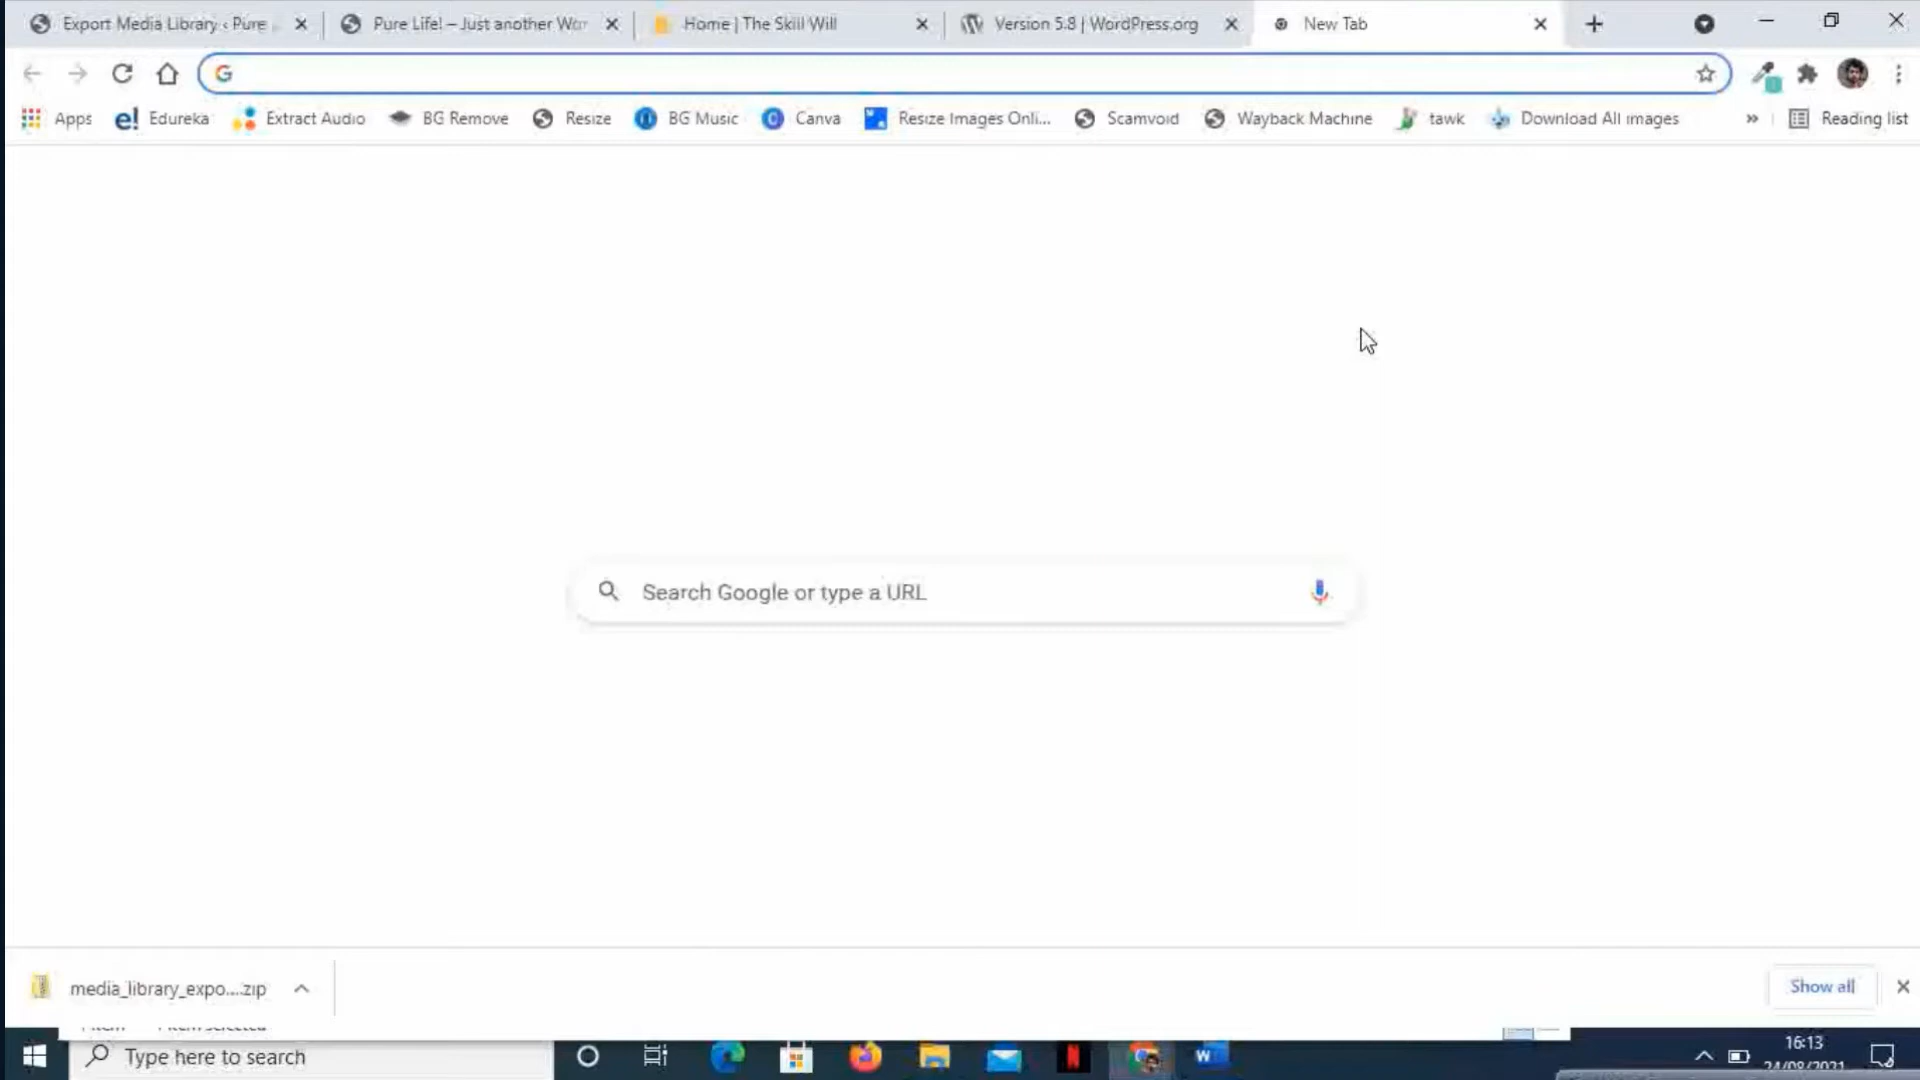 Export Media Library ‹ Pure
Pure Life! – Just another Wor
Home | The Skill Will
Version 5.8 | WordPress.org
New Tab
Apps
e! Edureka
Extract Audio
BG Remove
Resize
BG Music
Canva
Resize Images Onli...
Scamvoid
Wayback Machine
tawk
Download All Images
»
Reading list
Search Google or type a URL
media_library_expo....zip
Show all
Type here to search
16:13
24/08/2021